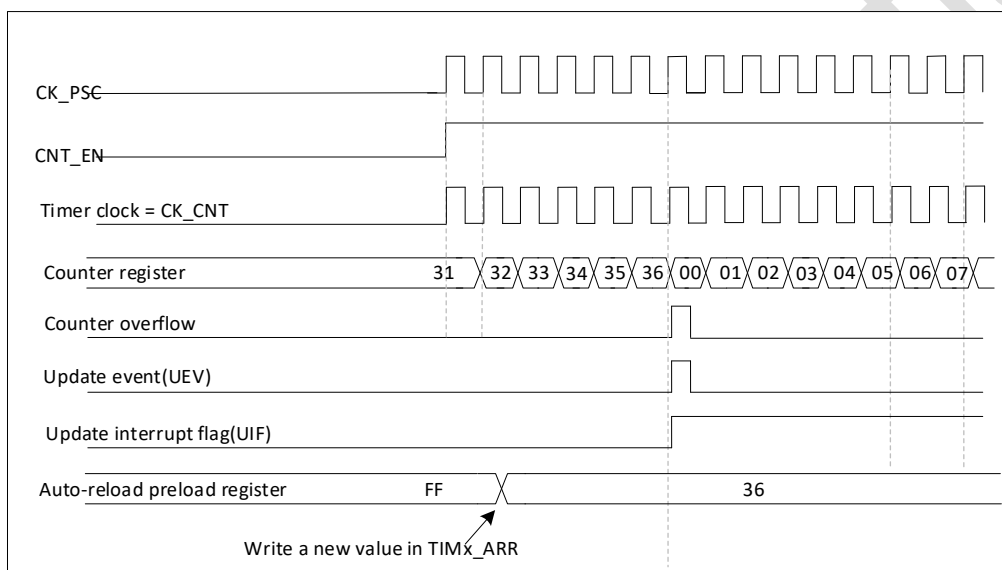 CK_PSC
CNT_EN
Timer clock = CK_CNT
Counter register 31 32 33 34 35 36 00 01 02 03 04 05 06 07
Counter overflow
Update event(UEV)
Update interrupt flag(UIF)
Auto-reload preload register FF 36
Write a new value in TIMx_ARR